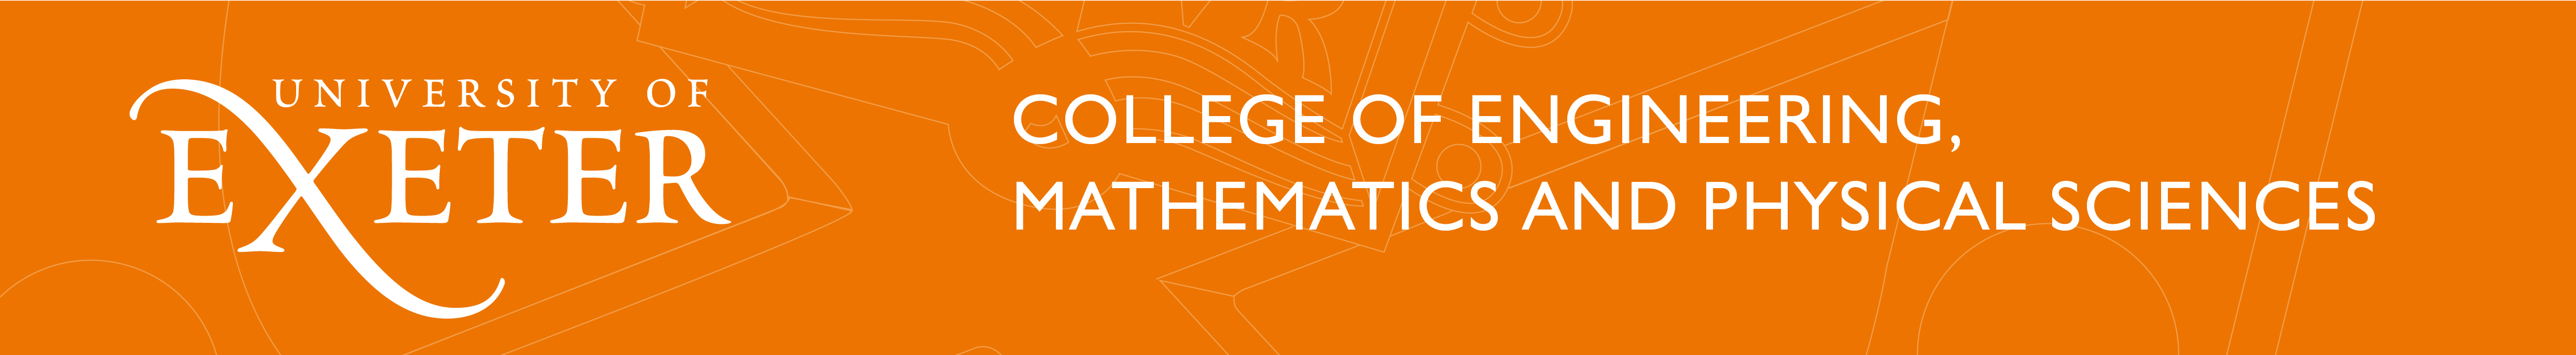 UNIVERSITY OF
EXETER
COLLEGE OF ENGINEERING,
MATHEMATICS AND PHYSICAL SCIENCES